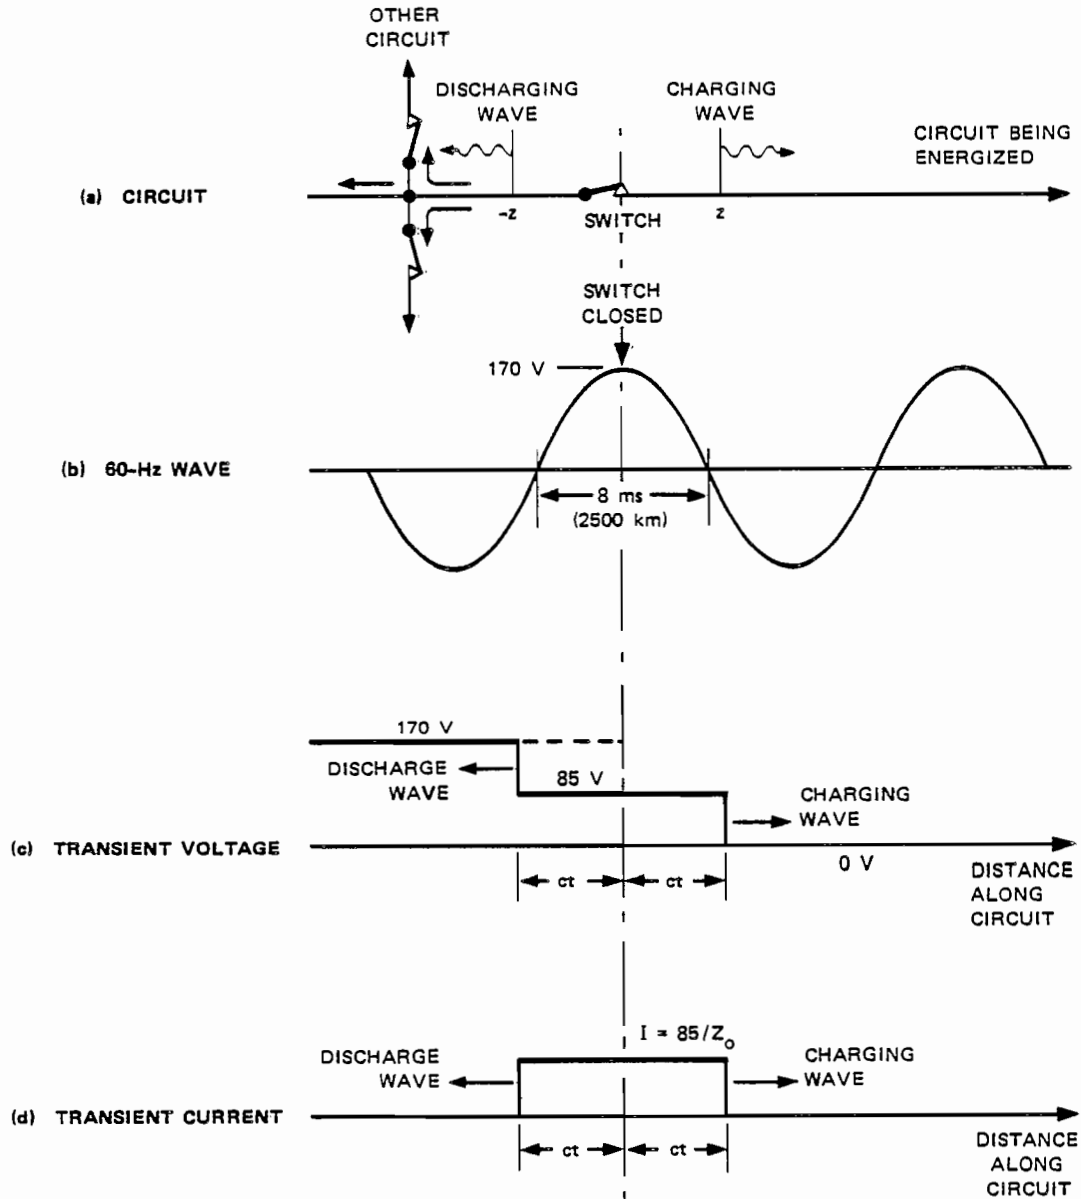 OTHER
CIRCUIT
DISCHARGING
WAVE
CHARGING
WAVE
CIRCUIT BEING
ENERGIZED
(a) CIRCUIT
-z
SWITCH
z
SWITCH
CLOSED
170 V
(b) 60-Hz WAVE
8 ms
(2500 km)
170 V
DISCHARGE
WAVE
85 V
CHARGING
WAVE
(c) TRANSIENT VOLTAGE
0 V
ct
ct
DISTANCE
ALONG
CIRCUIT
I = 85/Zo
DISCHARGE
WAVE
CHARGING
WAVE
(d) TRANSIENT CURRENT
ct
ct
DISTANCE
ALONG
CIRCUIT